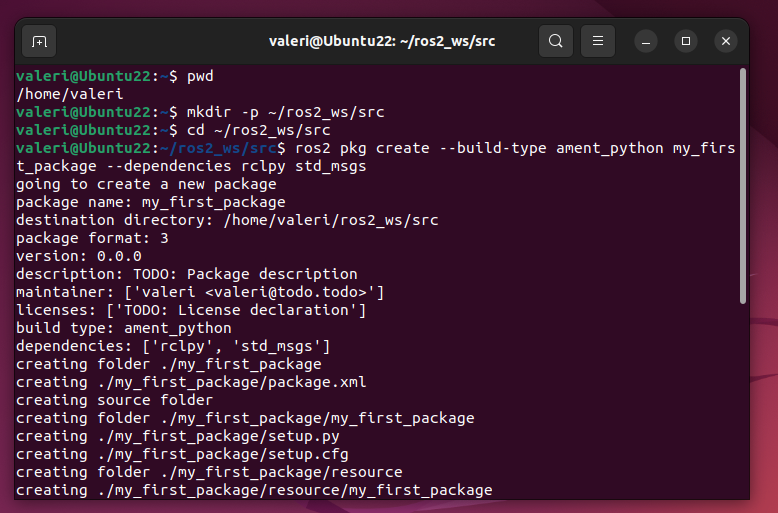 valeri@Ubuntu22: ~/ros2_ws/src
valeri@Ubuntu22:~$ pwd
/home/valeri
valeri@Ubuntu22:~$ mkdir -p ~/ros2_ws/src
valeri@Ubuntu22:~$ cd ~/ros2_ws/src
valeri@Ubuntu22:~/ros2_ws/src$ ros2 pkg create --build-type ament_python my_firs
t_package --dependencies rclpy std_msgs
going to create a new package
package name: my_first_package
destination directory: /home/valeri/ros2_ws/src
package format: 3
version: 0.0.0
description: TODO: Package description
maintainer: ['valeri <valeri@todo.todo>']
licenses: ['TODO: License declaration']
build type: ament_python
dependencies: ['rclpy', 'std_msgs']
creating folder ./my_first_package
creating ./my_first_package/package.xml
creating source folder
creating folder ./my_first_package/my_first_package
creating ./my_first_package/setup.py
creating ./my_first_package/setup.cfg
creating folder ./my_first_package/resource
creating ./my_first_package/resource/my_first_package